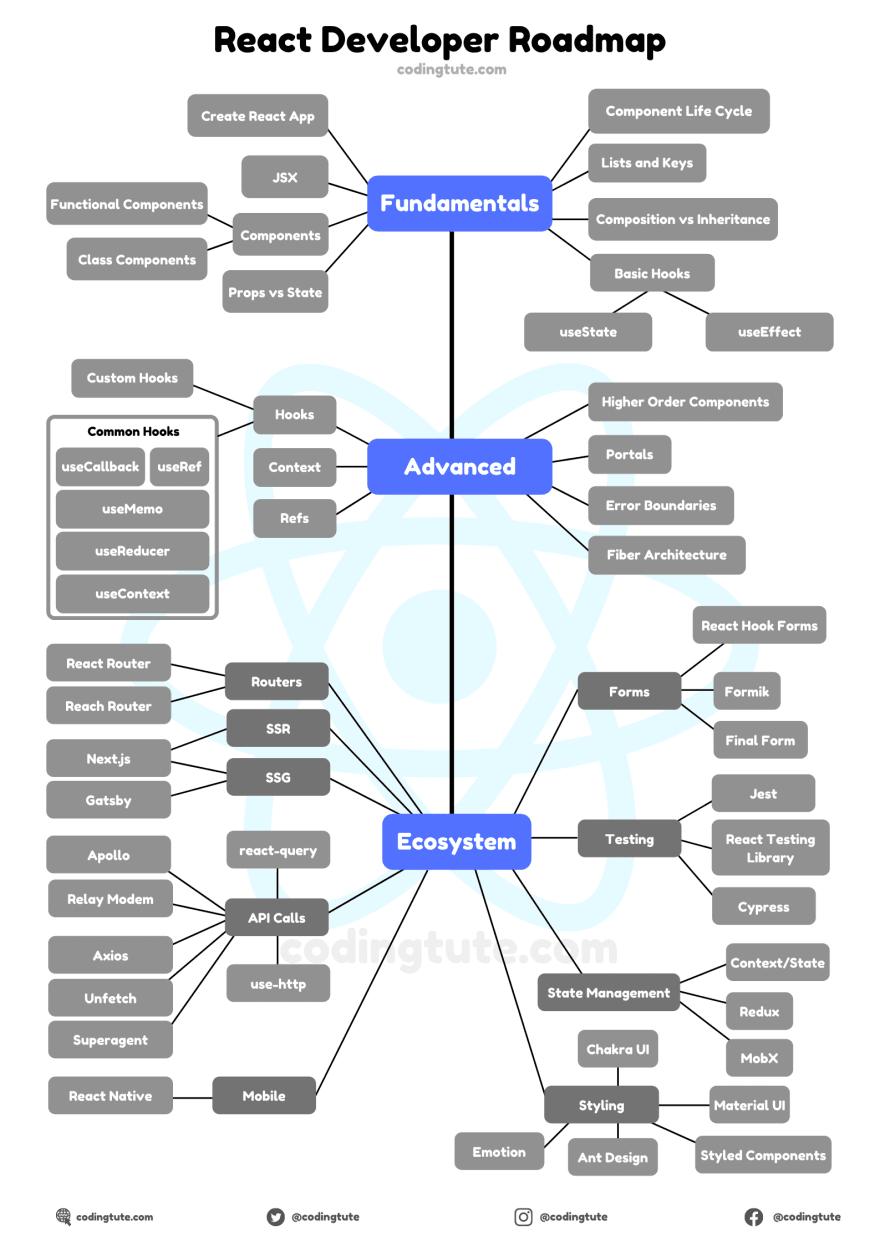 React Developer Roadmap
codingtute.com
Create React App
JSX
Functional Components
Components
Class Components
Props vs State
Fundamentals
Component Life Cycle
Lists and Keys
Composition vs Inheritance
Basic Hooks
useState
useEffect
Custom Hooks
Hooks
Common Hooks
useCallback
useRef
useMemo
useReducer
useContext
Context
Refs
Advanced
Higher Order Components
Portals
Error Boundaries
Fiber Architecture
React Router
Reach Router
Routers
SSR
Next.js
SSG
Gatsby
Ecosystem
react-query
Apollo
Relay Modem
API Calls
Axios
Unfetch
use-http
Superagent
React Native
Mobile
React Hook Forms
Forms
Formik
Final Form
Jest
Testing
React Testing
Library
Cypress
codingtute.com
Context/State
State Management
Redux
MobX
Chakra UI
Styling
Material UI
Emotion
Ant Design
Styled Components
codingtute.com
@codingtute
@codingtute
@codingtute